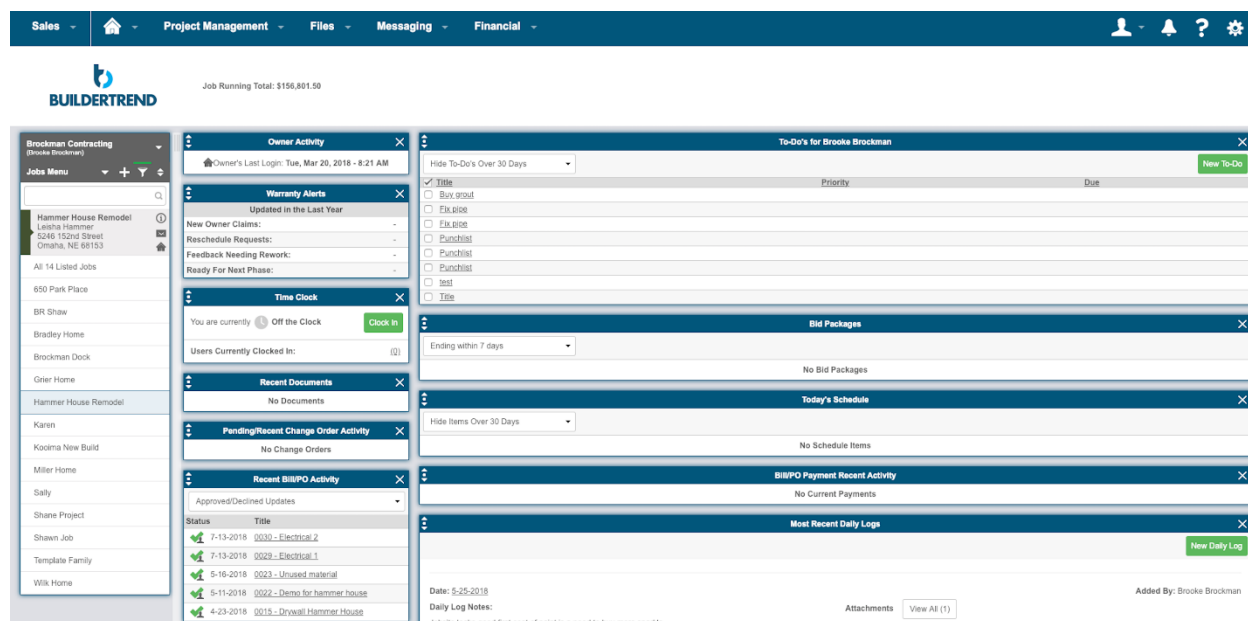 Sales
Project Management
Files
Messaging
Financial
BUILDERTREND
Job Running Total: $156,801.50
Brockman Contracting
(Brooke Brockman)
Jobs Menu
Hammer House Remodel
Leisha Hammer
5246 152nd Street
Omaha, NE 68153
All 14 Listed Jobs
650 Park Place
BR Shaw
Bradley Home
Brockman Dock
Grier Home
Hammer House Remodel
Karen
Kooima New Build
Miller Home
Sally
Shane Project
Shawn Job
Template Family
Wilk Home
Owner Activity
Owner's Last Login: Tue, Mar 20, 2018 - 8:21 AM
Warranty Alerts
Updated in the Last Year
New Owner Claims: -
Reschedule Requests: -
Feedback Needing Rework: -
Ready For Next Phase: -
Time Clock
You are currently Off the Clock
Clock In
Users Currently Clocked In: (0)
Recent Documents
No Documents
Pending/Recent Change Order Activity
No Change Orders
Recent Bill/PO Activity
Approved/Declined Updates
Status Title
7-13-2018 0030 - Electrical 2
7-13-2018 0029 - Electrical 1
5-16-2018 0023 - Unused material
5-11-2018 0022 - Demo for hammer house
4-23-2018 0015 - Drywall Hammer House
To-Do's for Brooke Brockman
Hide To-Do's Over 30 Days
New To-Do
Title Priority Due
Buy grout
Fix pipe
Fix pipe
Punchlist
Punchlist
Punchlist
test
Title
Bid Packages
Ending within 7 days
No Bid Packages
Today's Schedule
Hide Items Over 30 Days
No Schedule Items
Bill/PO Payment Recent Activity
No Current Payments
Most Recent Daily Logs
New Daily Log
Date: 5-25-2018
Added By: Brooke Brockman
Daily Log Notes:
Attachments View All (1)